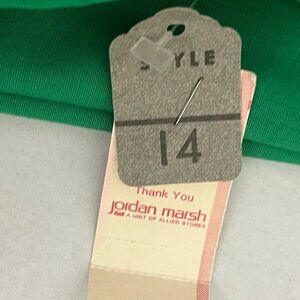 STYLE
14
Thank You
jordan marsh
A UNIT OF ALLIED STORES